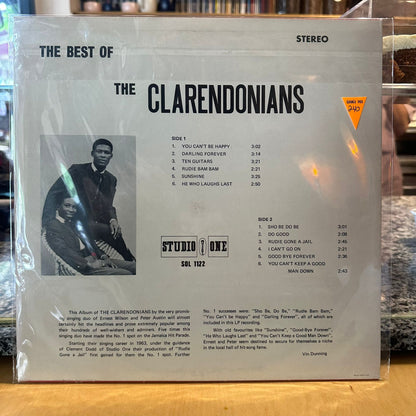 STEREO
THE BEST OF
THE CLARENDONIANS
240
SIDE 1
1. YOU CAN'T BE HAPPY 3:02
2. DARLING FOREVER 3:14
3. TEN GUITARS 3:21
4. RUDIE BAM BAM 2:21
5. SUNSHINE 3:25
6. HE WHO LAUGHS LAST 2:50
SIDE 2
1. SHO BE DO BE 3:02
2. DO GOOD 3:08
3. RUDIE GONE A JAIL 2:45
4. I CAN'T GO ON 3:21
5. GOOD BYE FOREVER 2:36
6. YOU CAN'T KEEP A GOOD
MAN DOWN 2:43
STUDIO ONE
SOL 1122
This Album of THE CLARENDONIANS by the very promi-
sing singing duo of Ernest Wilson and Peter Austin will almost
certainly hit the headlines and prove extremely popular among
their hundreds of well-wishers and admirers. Five times this
singing duo have made the No. 1 spot on the Jamaica Hit Parade.
Starting their singing career in 1963, under the guidance
of Clement Dodd of Studio One their production of "Rudie
Gone a Jail" first gained for them the No. 1 spot. Further
No. 1 successes were: "Sho Be, Do Be," "Rudie Bam, Bam,"
"You Can't be Happy" and "Darling Forever", all of which are
included in this LP recording.
With old favourites like "Sunshine", "Good-Bye Forever",
"He Who Laughs Last" and "You Can't Keep a Good Man Down",
Ernest and Peter seem destined to secure for themselves a niche
in the local hall of hit-song fame.
Vin Dunning